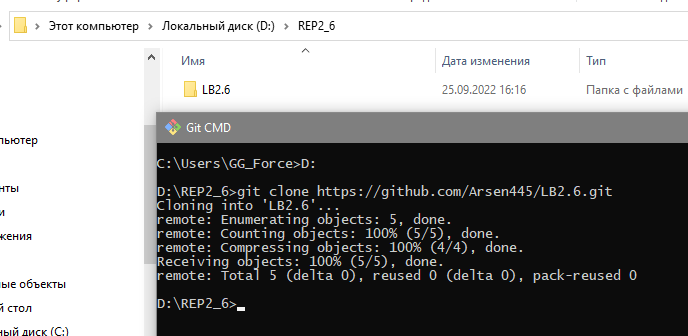 Этот компьютер > Локальный диск (D:) > REP2_6
Имя Дата изменения Тип
LB2.6 25.09.2022 16:16 Папка с файлами
Git CMD
C:\Users\GG_Force>D:
D:\REP2_6>git clone https://github.com/Arsen445/LB2.6.git
Cloning into 'LB2.6'...
remote: Enumerating objects: 5, done.
remote: Counting objects: 100% (5/5), done.
remote: Compressing objects: 100% (4/4), done.
Receiving objects: 100% (5/5), done.
remote: Total 5 (delta 0), reused 0 (delta 0), pack-reused 0
D:\REP2_6>
пьютер
нты
и
жения
ные объекты
й стол
ный диск (C:)